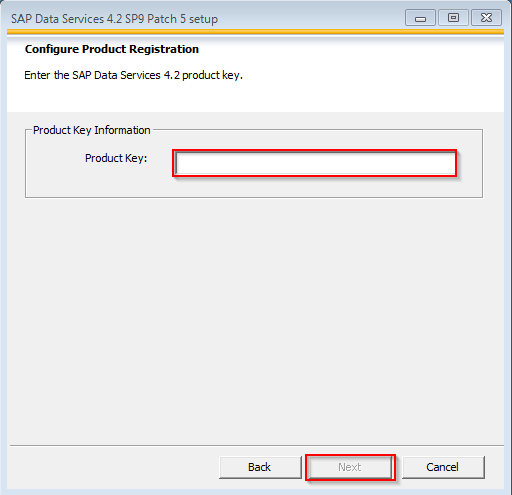 SAP Data Services 4.2 SP9 Patch 5 setup
Configure Product Registration
Enter the SAP Data Services 4.2 product key.
Product Key Information
Product Key:
Back Next Cancel